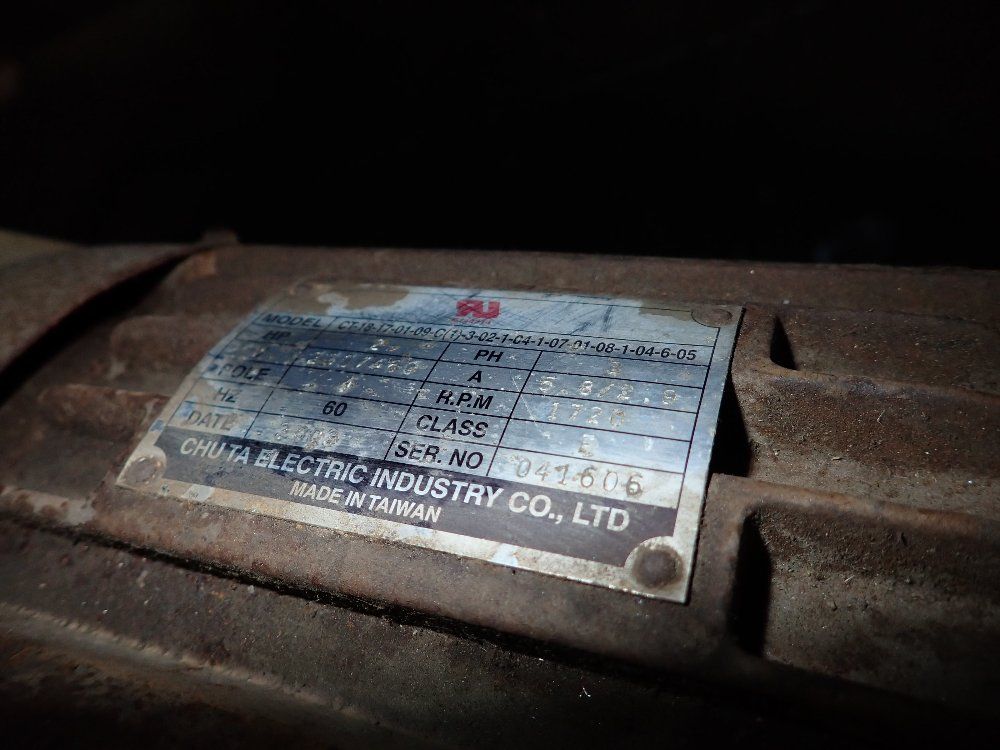 MODEL CT-18-17-01-09-C(1)-3-02-1-C4-1-07-01-08-1-04-6-05
HP 2 PH 3
A 5.8/2.9
POLE 4 R.P.M 1720
HZ 60 CLASS E
DATE SER. NO 041606
CHU TA ELECTRIC INDUSTRY CO., LTD
MADE IN TAIWAN